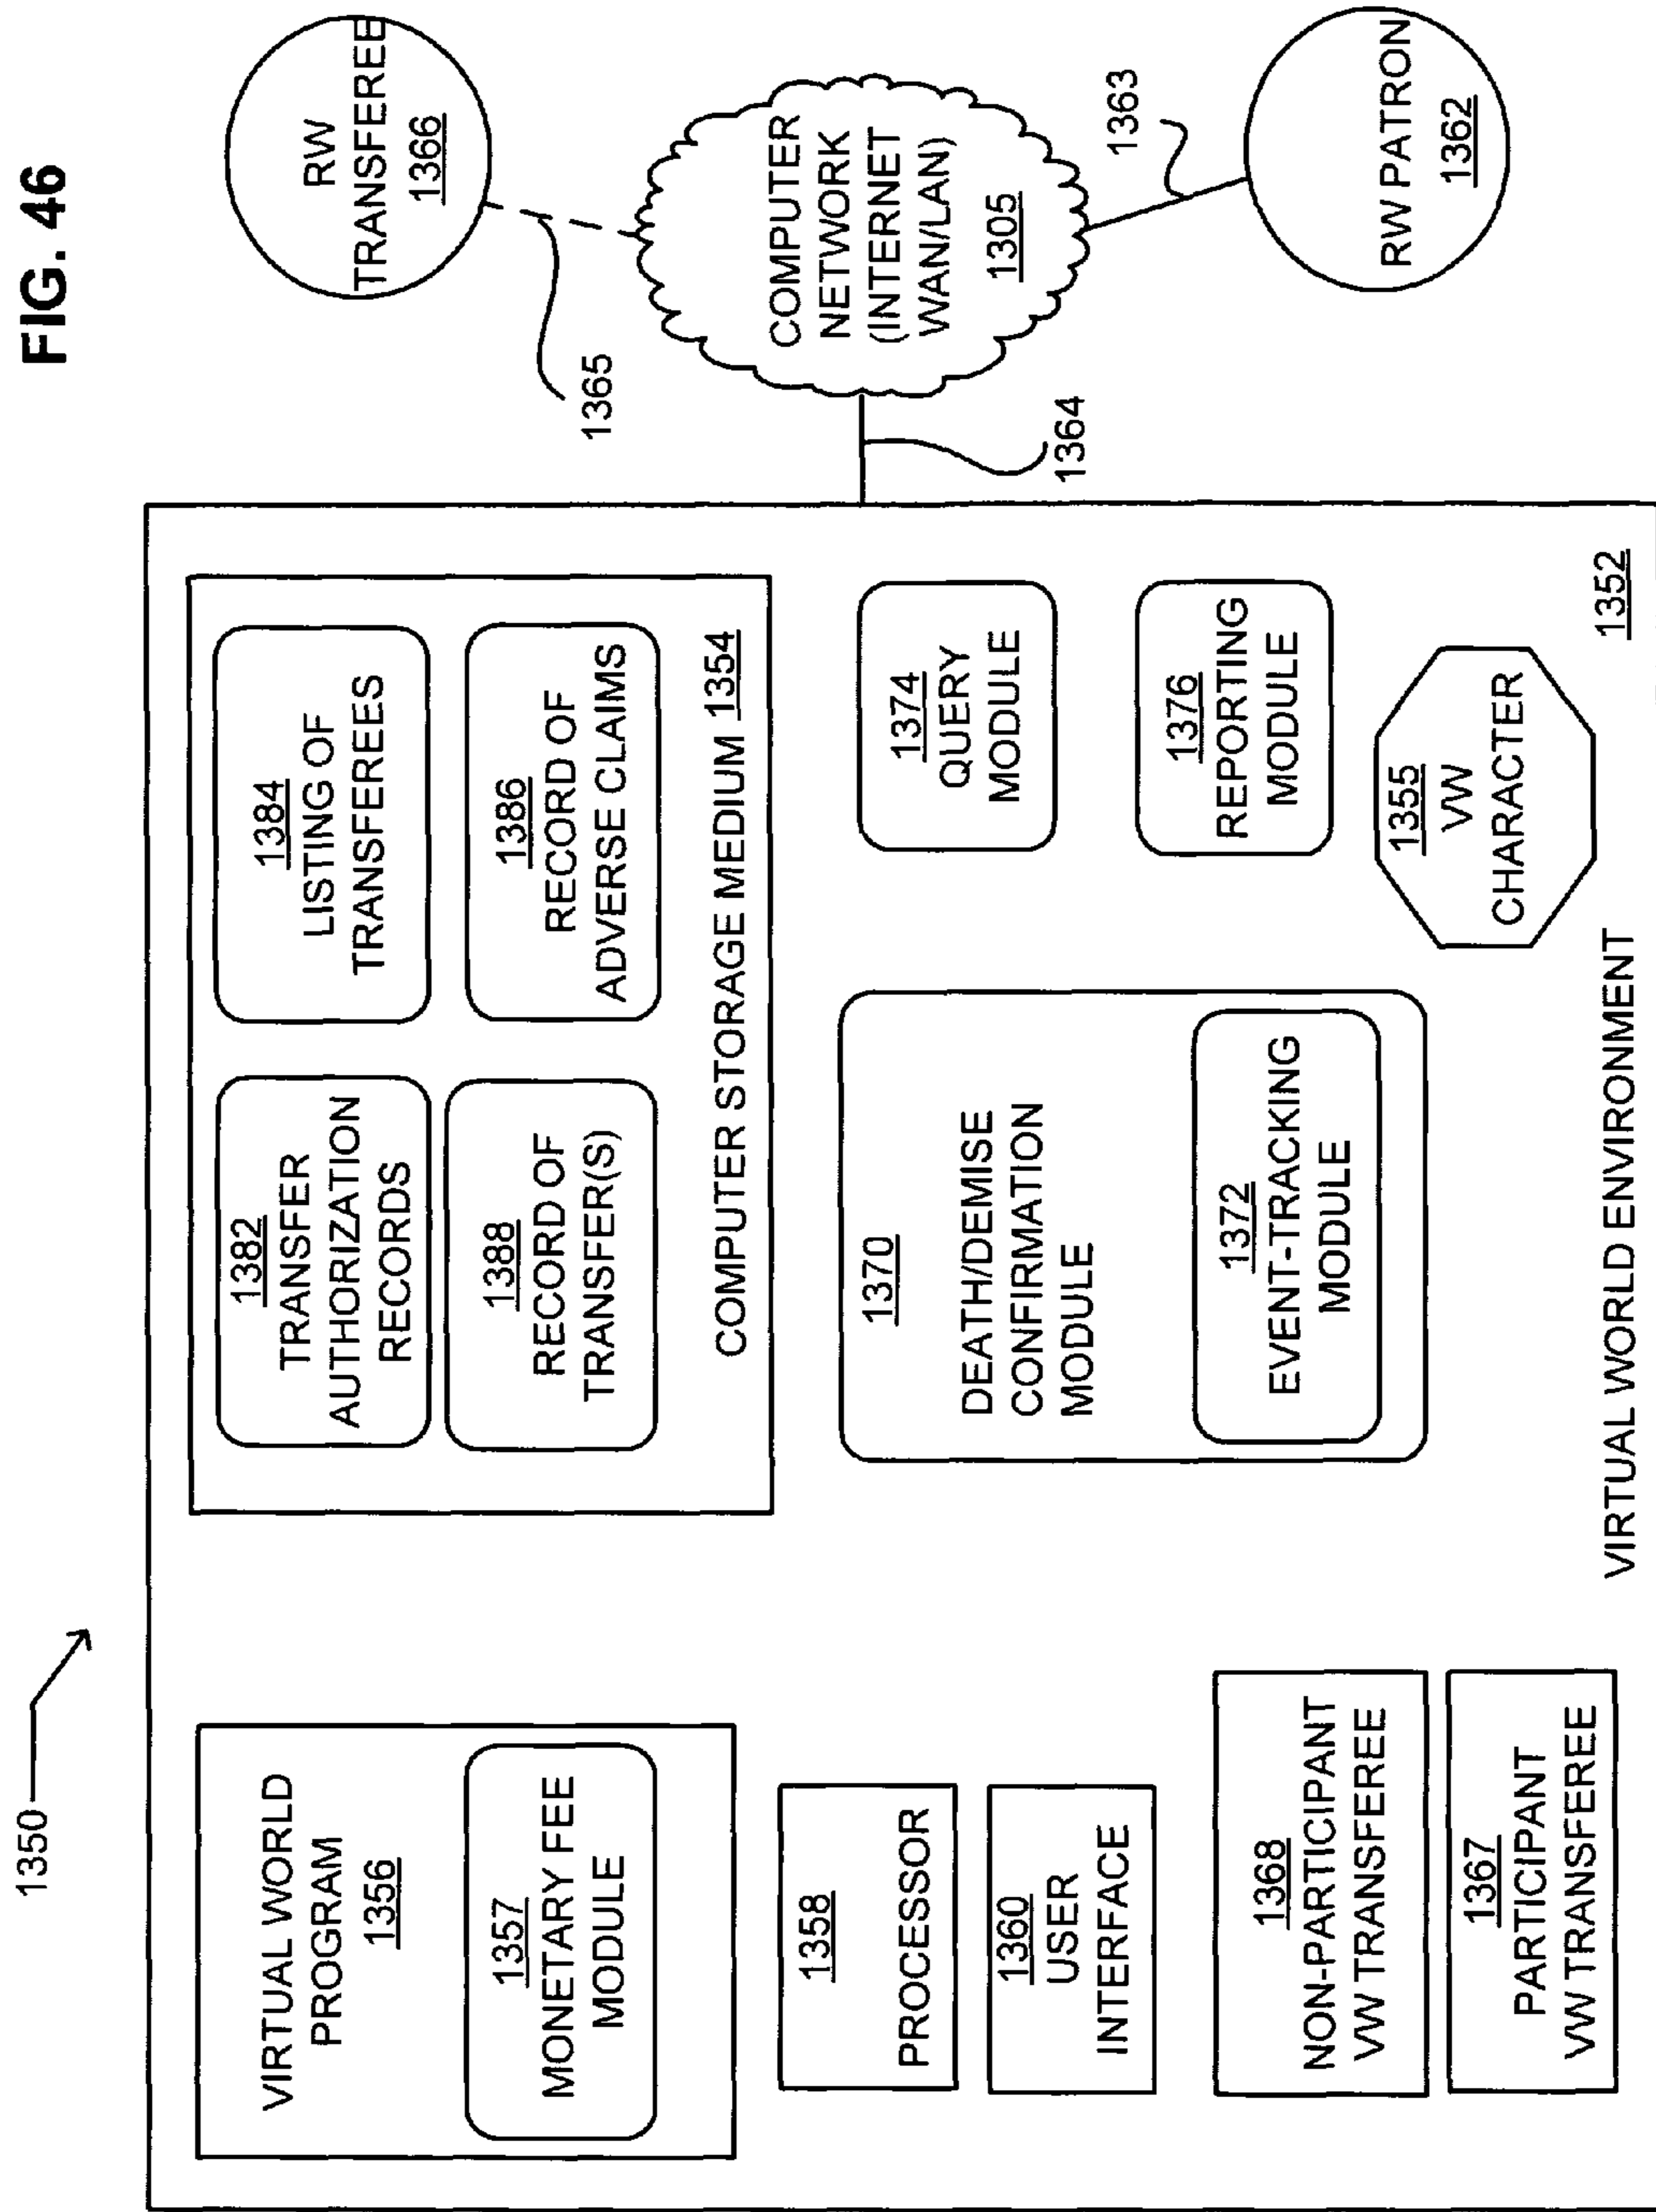 FIG. 46
1350
VIRTUAL WORLD
PROGRAM
1356
1357
MONETARY FEE
MODULE
1358
PROCESSOR
1360
USER
INTERFACE
1368
NON-PARTICIPANT
VW TRANSFEREE
1367
PARTICIPANT
VW TRANSFEREE
1382
TRANSFER
AUTHORIZATION
RECORDS
1384
LISTING OF
TRANSFEREES
1388
RECORD OF
TRANSFER(S)
1386
RECORD OF
ADVERSE CLAIMS
COMPUTER STORAGE MEDIUM 1354
1370
DEATH/DEMISE
CONFIRMATION
MODULE
1372
EVENT-TRACKING
MODULE
1374
QUERY
MODULE
1376
REPORTING
MODULE
1355
VW
CHARACTER
VIRTUAL WORLD ENVIRONMENT
1352
RW
TRANSFEREE
1366
1365
COMPUTER
NETWORK
(INTERNET
WAN/LAN)
1305
1364
1363
RW PATRON
1362